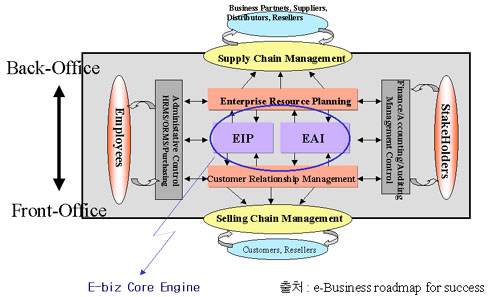 Business Partnets, Suppliers,
Distributors, Resellers
Supply Chain Management
Back-Office
Front-Office
Employees
Administative Control
HRMS/ORMS/Purchasing
Enterprise Resource Planning
EIP
EAI
Customer Relationship Management
Finance/Accounting/Auditing
Management Control
StakeHolders
Selling Chain Management
Customers, Resellers
E-biz Core Engine
출처 : e-Business roadmap for success